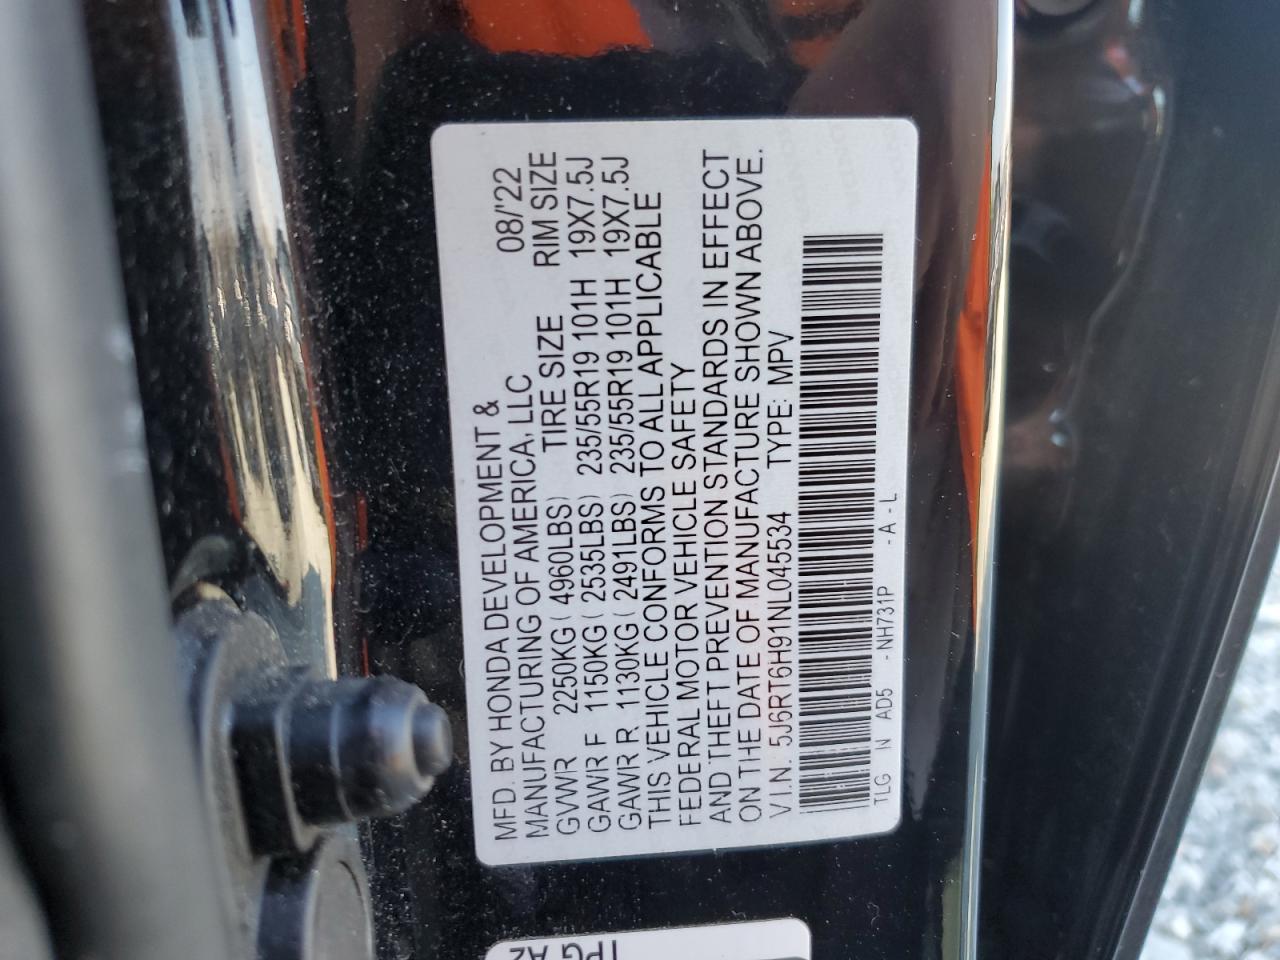 MFD. BY HONDA DEVELOPMENT &
MANUFACTURING OF AMERICA, LLC 08/'22
GVWR 2250KG ( 4960LBS) TIRE SIZE RIM SIZE
GAWR F 1150KG ( 2535LBS) 235/55R19 101H 19X7.5J
GAWR R 1130KG ( 2491LBS) 235/55R19 101H 19X7.5J
THIS VEHICLE CONFORMS TO ALL APPLICABLE
FEDERAL MOTOR VEHICLE SAFETY
AND THEFT PREVENTION STANDARDS IN EFFECT
ON THE DATE OF MANUFACTURE SHOWN ABOVE.
V.I.N. 5J6RT6H91NL045534 TYPE: MPV
TLG N AD5 - NH731P - A - L
TPG
A2